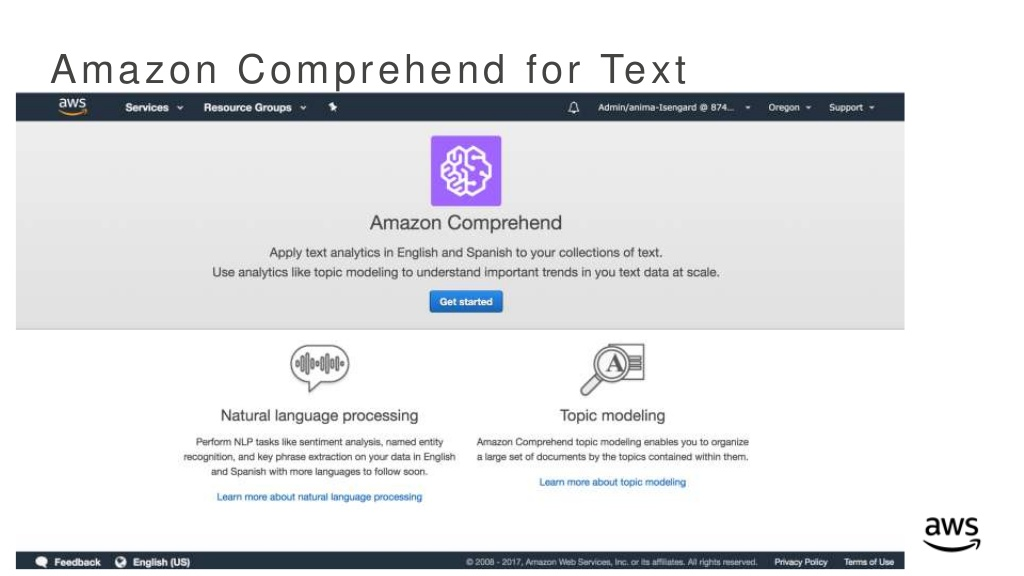 Amazon Comprehend for Text
aws Services Resource Groups Admin/anima-Isengard @ 874... Oregon Support
Amazon Comprehend
Apply text analytics in English and Spanish to your collections of text.
Use analytics like topic modeling to understand important trends in you text data at scale.
Get started
A
Natural language processing
Perform NLP tasks like sentiment analysis, named entity
recognition, and key phrase extraction on your data in English
and Spanish with more languages to follow soon.
Learn more about natural language processing
Topic modeling
Amazon Comprehend topic modeling enables you to organize
a large set of documents by the topics contained within them.
Learn more about topic modeling
aws
Feedback English (US) © 2008 - 2017, Amazon Web Services, Inc. or its affiliates. All rights reserved. Privacy Policy Terms of Use